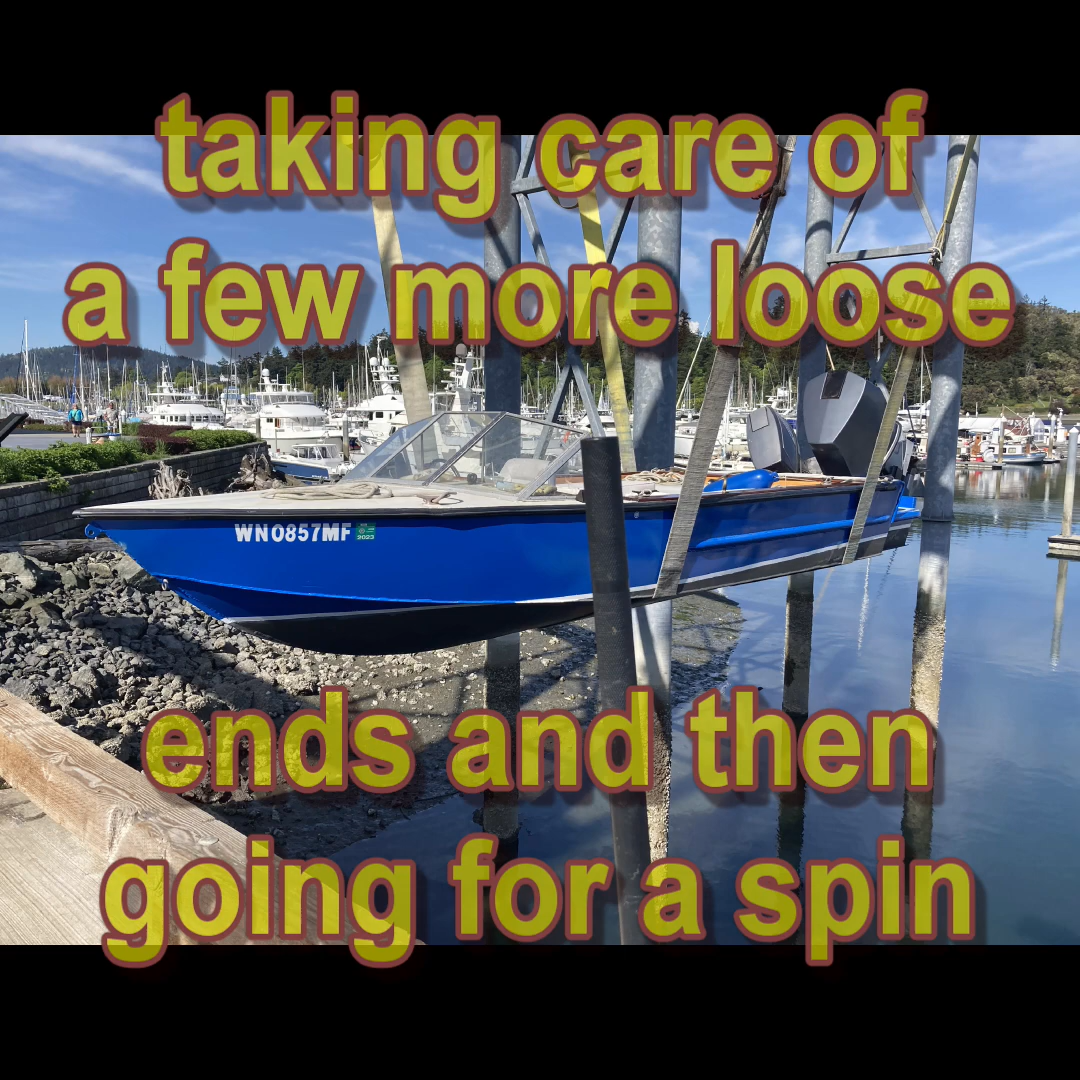 taking care of
a few more loose
WN0857MF
2023
ends and then
going for a spin